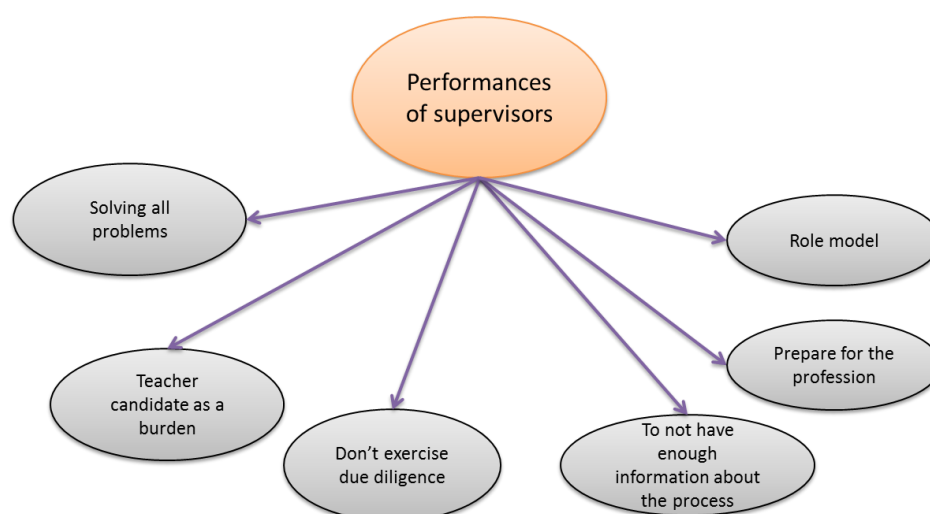 Performances
of supervisors
Solving all
problems
Role model
Teacher
candidate as a
burden
Prepare for the
profession
Don’t exercise
due diligence
To not have
enough
information about
the process